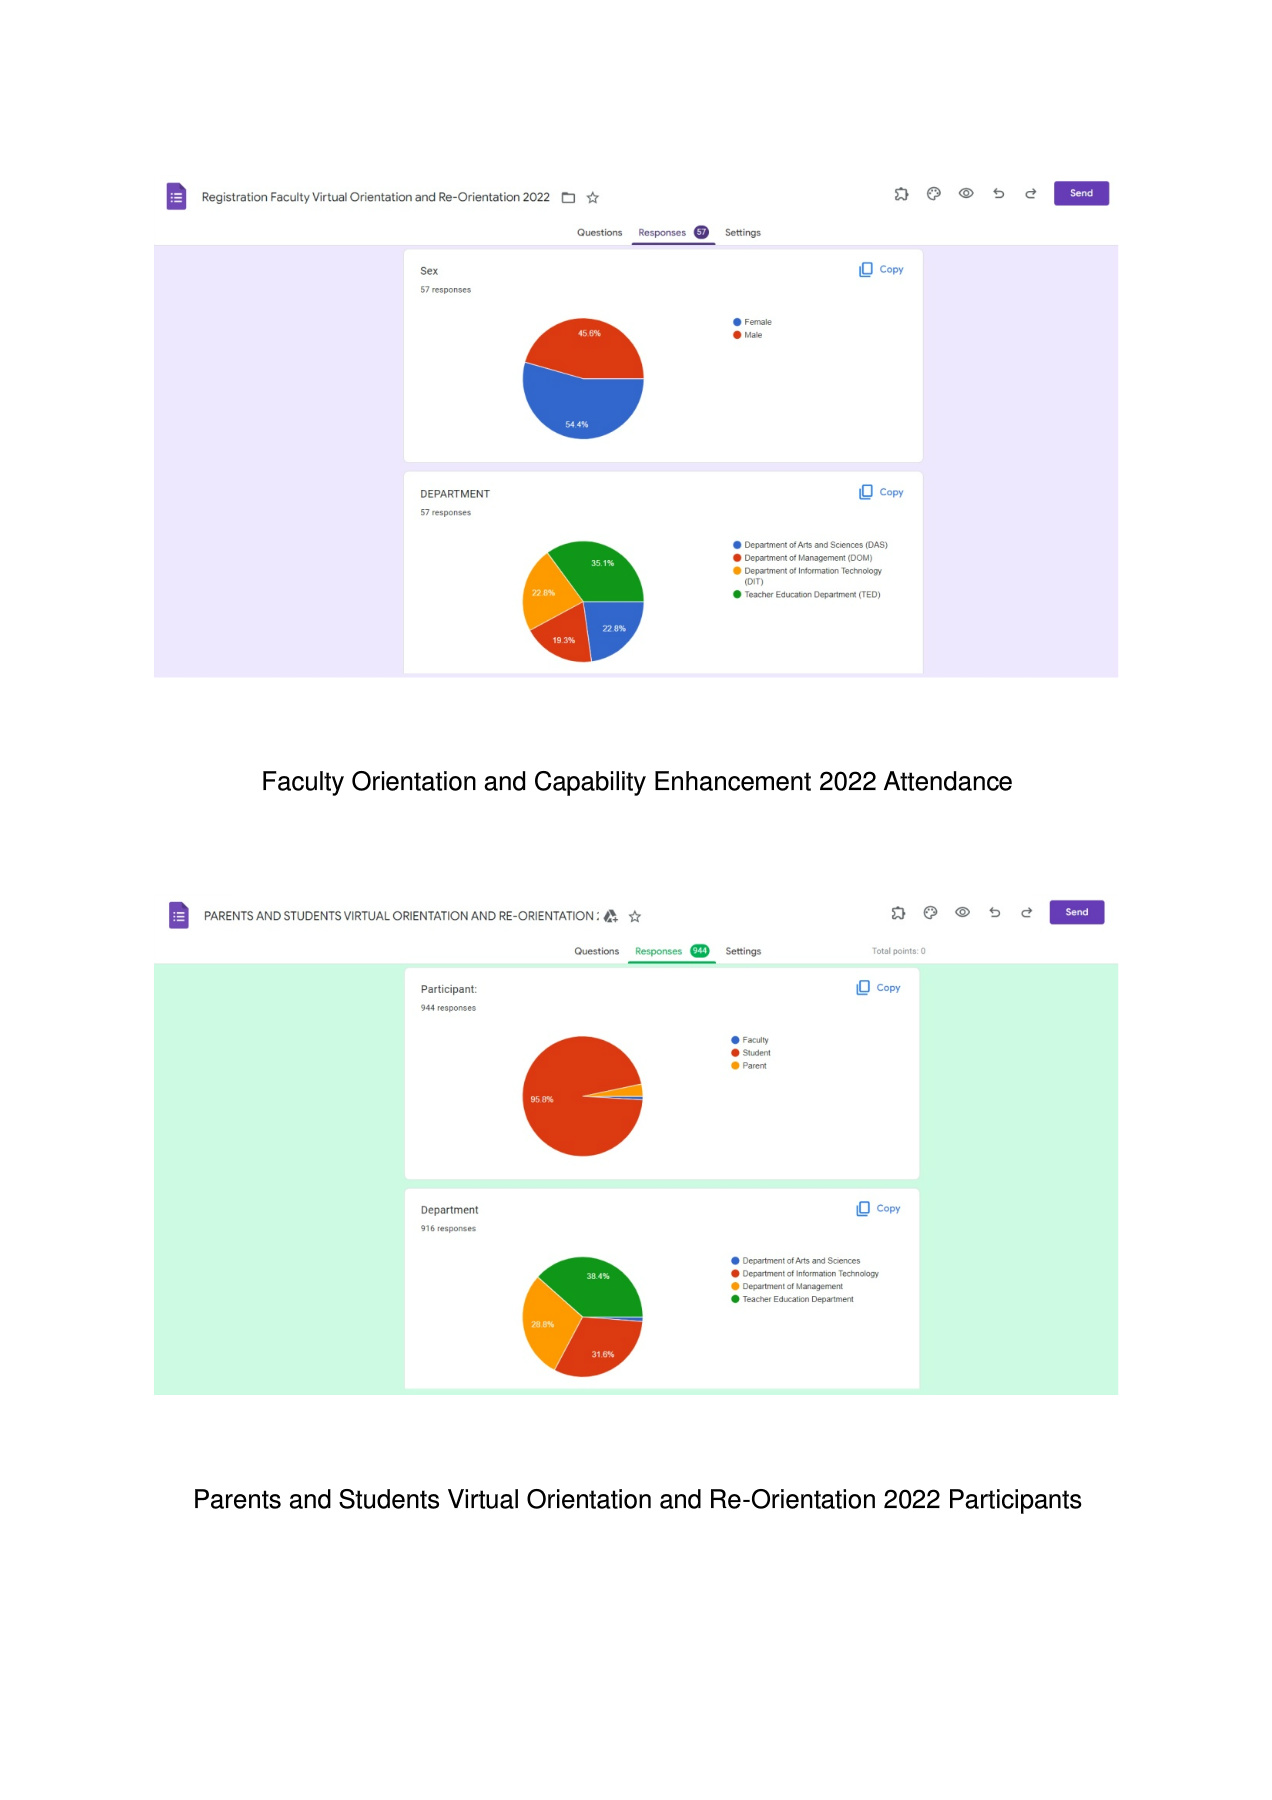 Registration Faculty Virtual Orientation and Re-Orientation 2022
Send
Questions Responses 57 Settings
Sex
Copy
57 responses
45.6%
54.4%
Female
Male
DEPARTMENT
Copy
57 responses
35.1%
22.8%
19.3%
22.8%
Department of Arts and Sciences (DAS)
Department of Management (DOM)
Department of Information Technology
(DIT)
Teacher Education Department (TED)
Faculty Orientation and Capability Enhancement 2022 Attendance
PARENTS AND STUDENTS VIRTUAL ORIENTATION AND RE-ORIENTATION
Send
Questions Responses 944 Settings Total points: 0
Participant:
Copy
944 responses
95.8%
Faculty
Student
Parent
Department
Copy
916 responses
38.4%
28.8%
31.6%
Department of Arts and Sciences
Department of Information Technology
Department of Management
Teacher Education Department
Parents and Students Virtual Orientation and Re-Orientation 2022 Participants